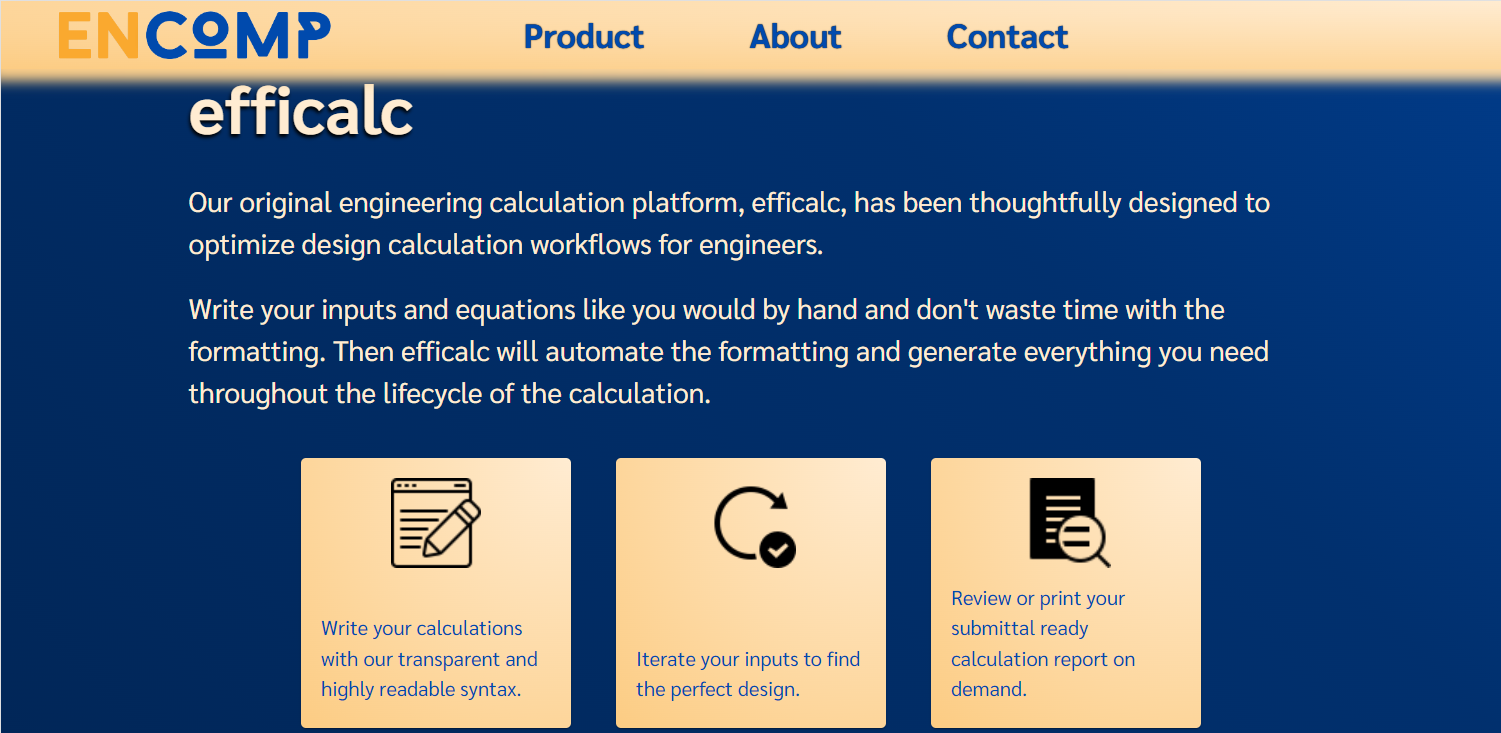 ENCOMP
Product
About
Contact
efficalc
Our original engineering calculation platform, efficalc, has been thoughtfully designed to
optimize design calculation workflows for engineers.
Write your inputs and equations like you would by hand and don't waste time with the
formatting. Then efficalc will automate the formatting and generate everything you need
throughout the lifecycle of the calculation.
Write your calculations
with our transparent and
highly readable syntax.
Iterate your inputs to find
the perfect design.
Review or print your
submittal ready
calculation report on
demand.